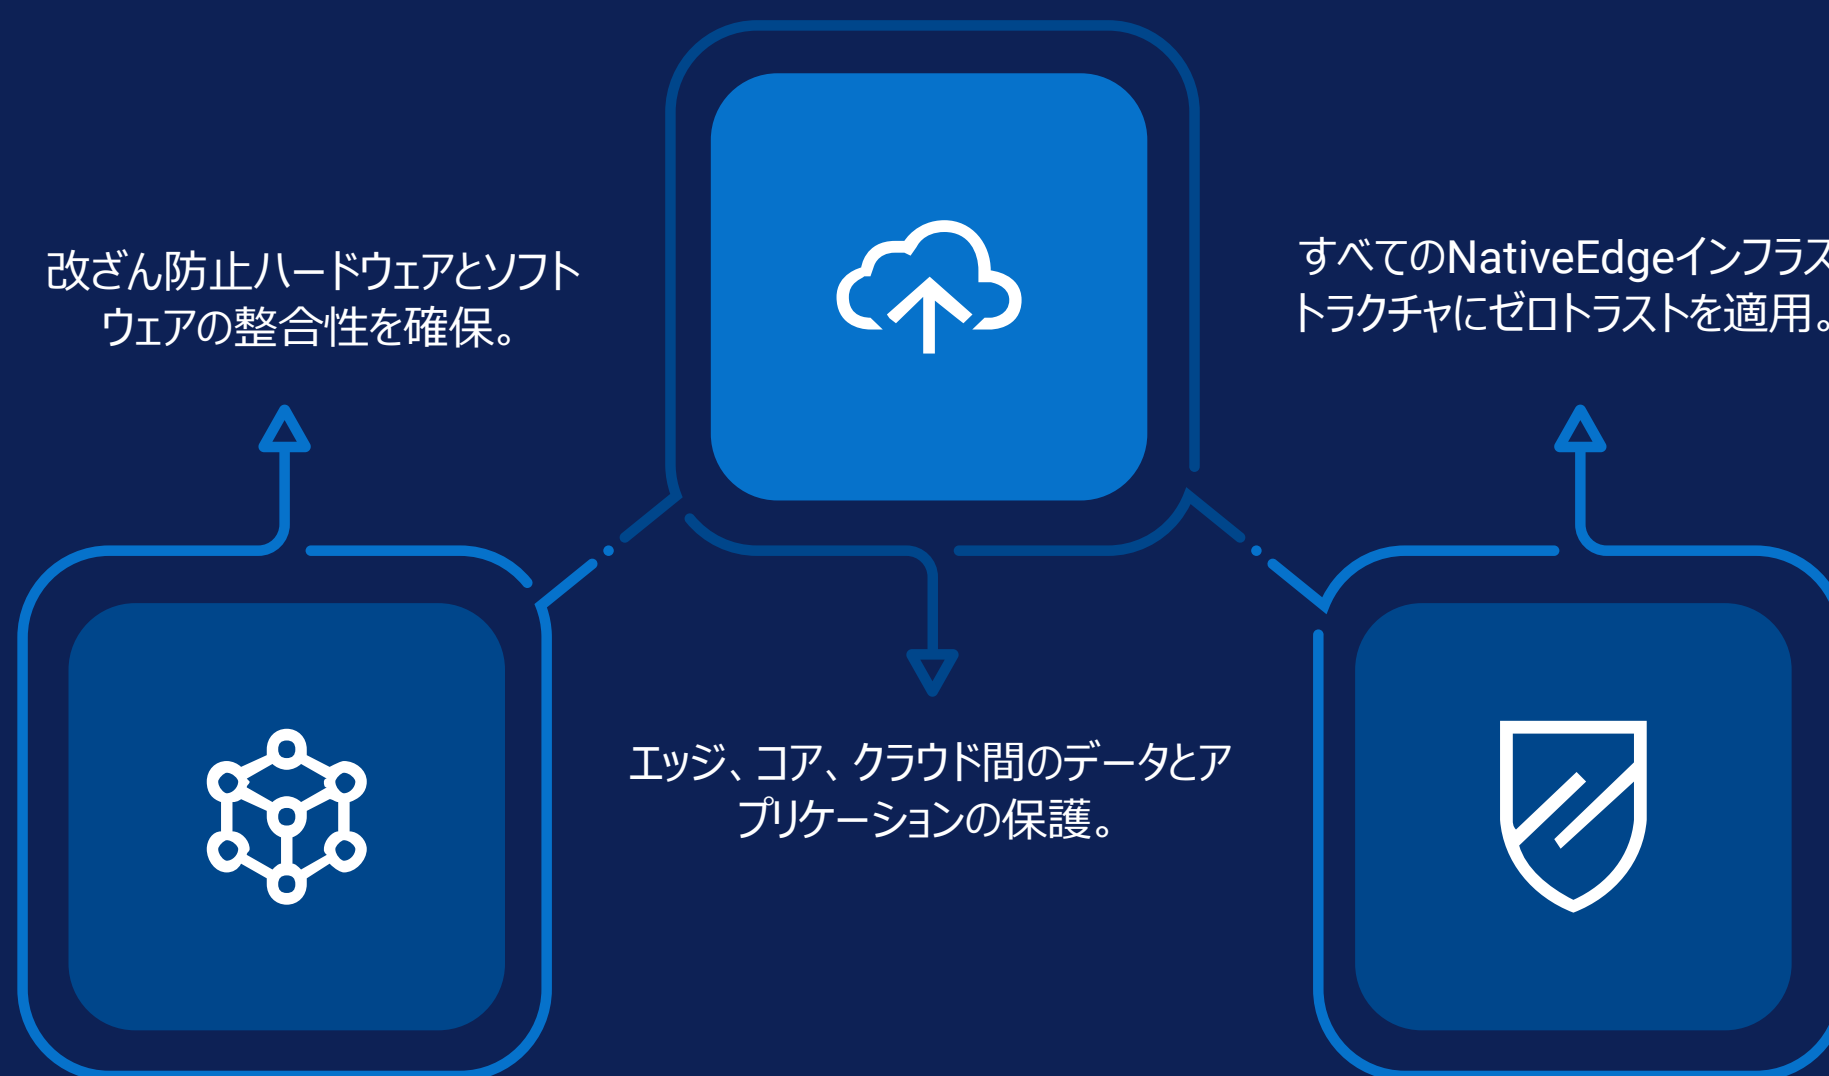 改ざん防止ハードウェアとソフト
ウェアの整合性を確保。
エッジ、コア、クラウド間のデータとア
プリケーションの保護。
すべてのNativeEdgeインフラス
トラクチャにゼロトラストを適用。